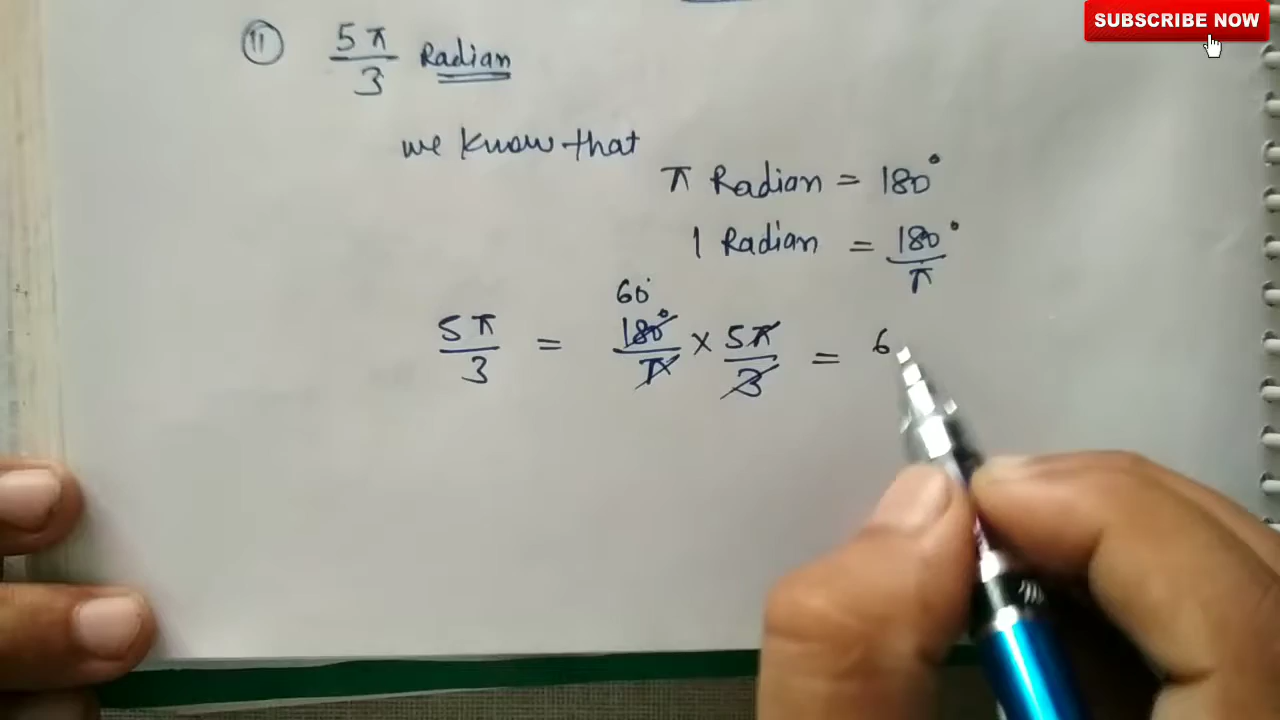 SUBSCRIBE NOW
(11) 5π/3 Radian
we know that
π Radian = 180°
1 Radian = 180°/π
60°
5π/3 = 180°/π × 5π/3 = 6